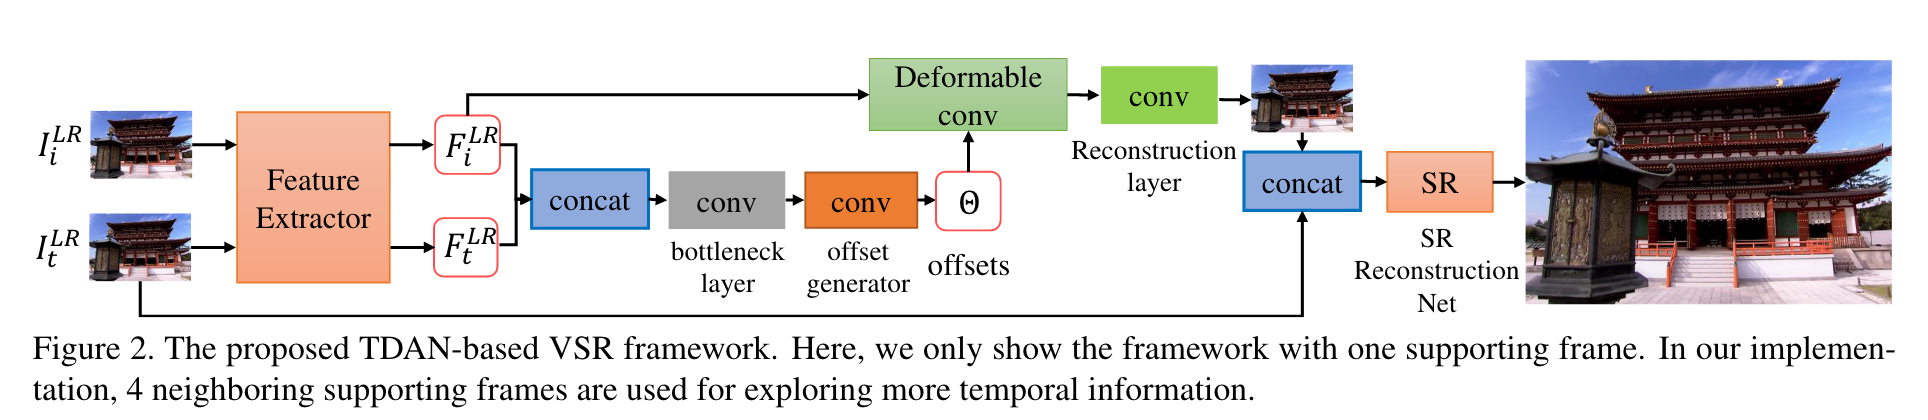 I_i^{LR}
I_t^{LR}
Feature
Extractor
F_i^{LR}
F_t^{LR}
concat
conv
bottleneck
layer
conv
offset
generator
Θ
offsets
Deformable
conv
conv
Reconstruction
layer
concat
SR
SR
Reconstruction
Net
Figure 2. The proposed TDAN-based VSR framework. Here, we only show the framework with one supporting frame. In our implemen-
tation, 4 neighboring supporting frames are used for exploring more temporal information.